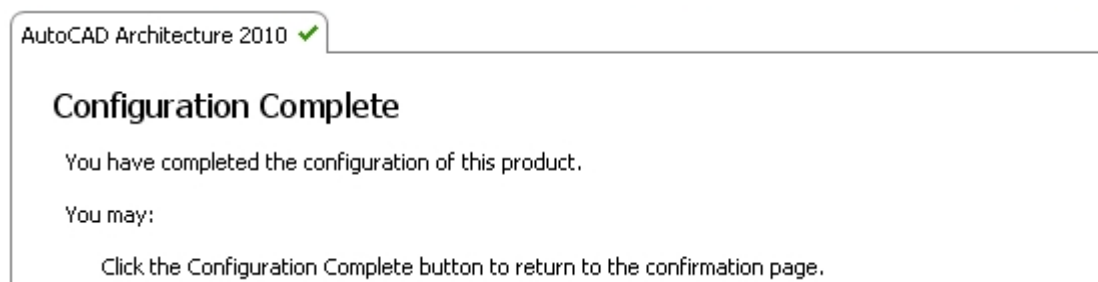 AutoCAD Architecture 2010
Configuration Complete
You have completed the configuration of this product.
You may:
Click the Configuration Complete button to return to the confirmation page.